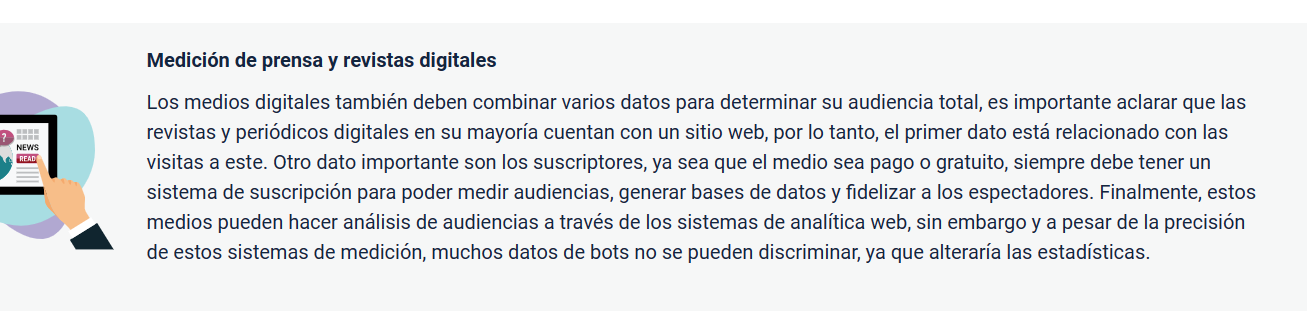 Medición de prensa y revistas digitales
Los medios digitales también deben combinar varios datos para determinar su audiencia total, es importante aclarar que las
revistas y periódicos digitales en su mayoría cuentan con un sitio web, por lo tanto, el primer dato está relacionado con las
visitas a este. Otro dato importante son los suscriptores, ya sea que el medio sea pago o gratuito, siempre debe tener un
sistema de suscripción para poder medir audiencias, generar bases de datos y fidelizar a los espectadores. Finalmente, estos
medios pueden hacer análisis de audiencias a través de los sistemas de analítica web, sin embargo y a pesar de la precisión
de estos sistemas de medición, muchos datos de bots no se pueden discriminar, ya que alteraría las estadísticas.
?
NEWS
READ